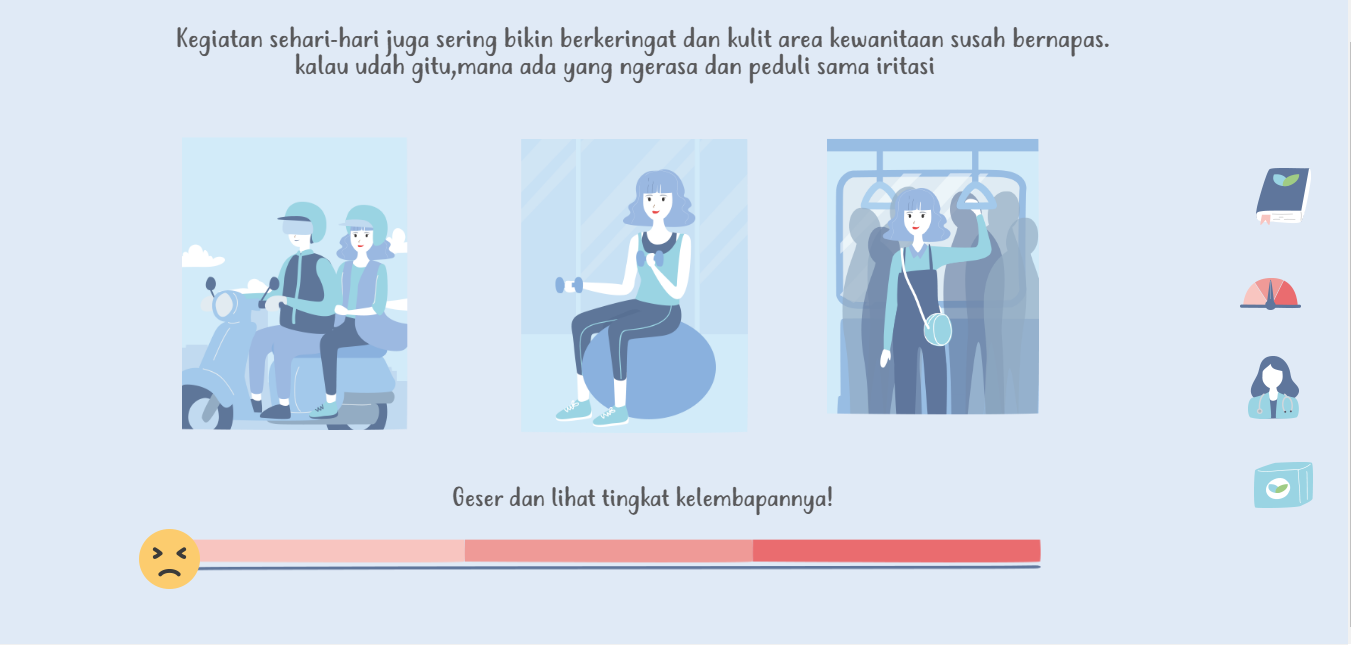 Kegiatan sehari-hari juga sering bikin berkeringat dan kulit area kewanitaan susah bernapas.
kalau udah gitu,mana ada yang ngerasa dan peduli sama iritasi
Geser dan lihat tingkat kelembapannya!